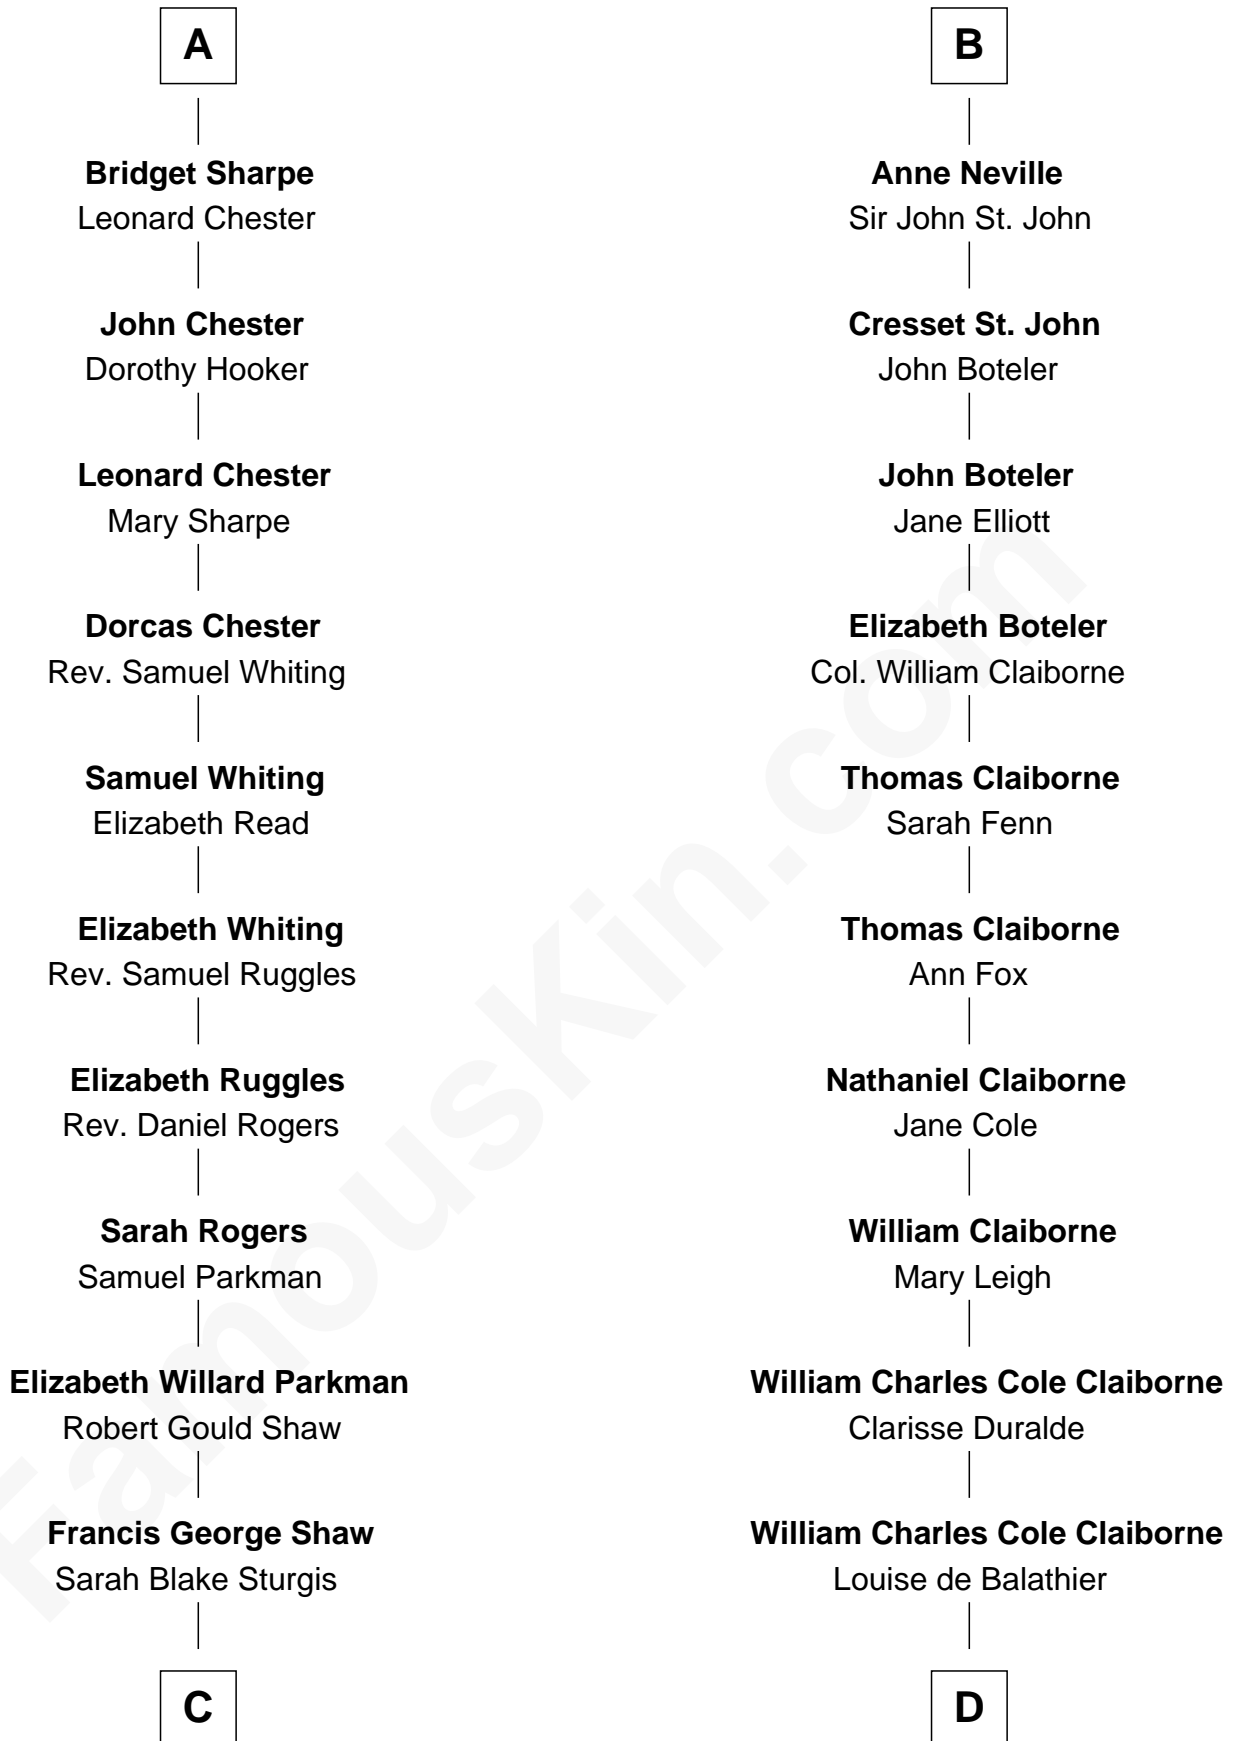 A
Bridget Sharpe
Leonard Chester
John Chester
Dorothy Hooker
Leonard Chester
Mary Sharpe
Dorcas Chester
Rev. Samuel Whiting
Samuel Whiting
Elizabeth Read
Elizabeth Whiting
Rev. Samuel Ruggles
Elizabeth Ruggles
Rev. Daniel Rogers
Sarah Rogers
Samuel Parkman
Elizabeth Willard Parkman
Robert Gould Shaw
Francis George Shaw
Sarah Blake Sturgis
C
B
Anne Neville
Sir John St. John
Cresset St. John
John Boteler
John Boteler
Jane Elliott
Elizabeth Boteler
Col. William Claiborne
Thomas Claiborne
Sarah Fenn
Thomas Claiborne
Ann Fox
Nathaniel Claiborne
Jane Cole
William Claiborne
Mary Leigh
William Charles Cole Claiborne
Clarisse Duralde
William Charles Cole Claiborne
Louise de Balathier
D
FamousKin.com